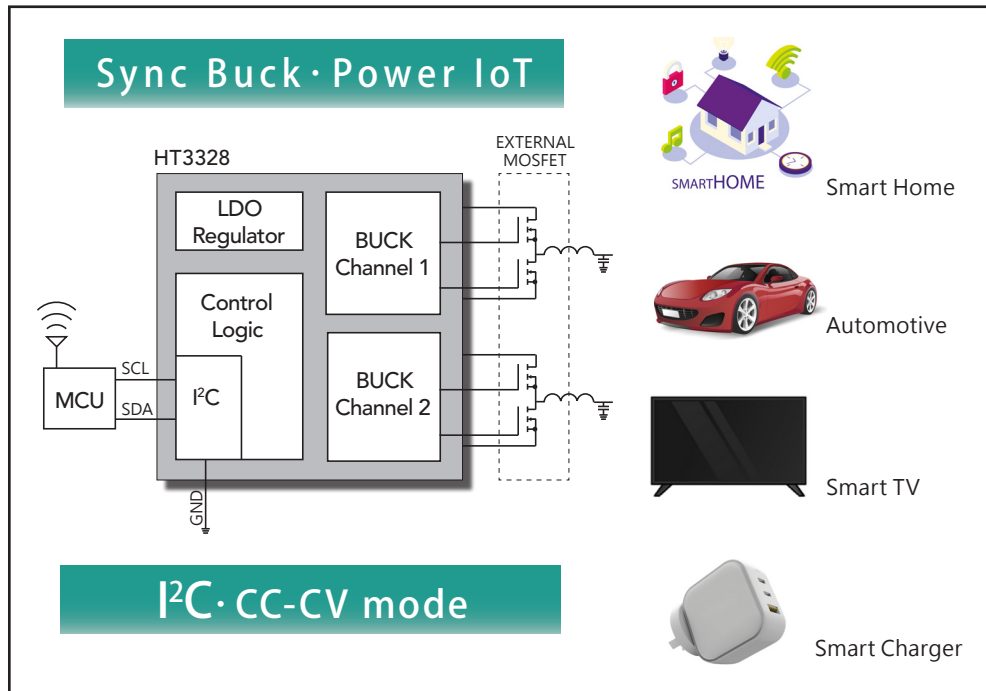 Sync Buck · Power IoT
HT3328
EXTERNAL
MOSFET
LDO
Regulator
BUCK
Channel 1
Control
Logic
SCL
MCU
SDA
I²C
BUCK
Channel 2
GND
I²C · CC-CV mode
SMARTHOME
Smart Home
Automotive
Smart TV
Smart Charger